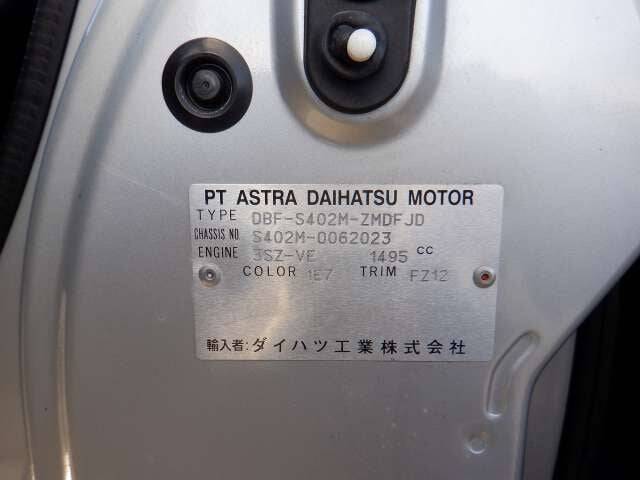 PT ASTRA DAIHATSU MOTOR
TYPE DBF-S402M-ZMDFJD
CHASSIS NO. S402M-0062023
ENGINE 3SZ-VE 1495 CC
COLOR 1E7 TRIM FZ12
輸入者: ダイハツ工業株式会社